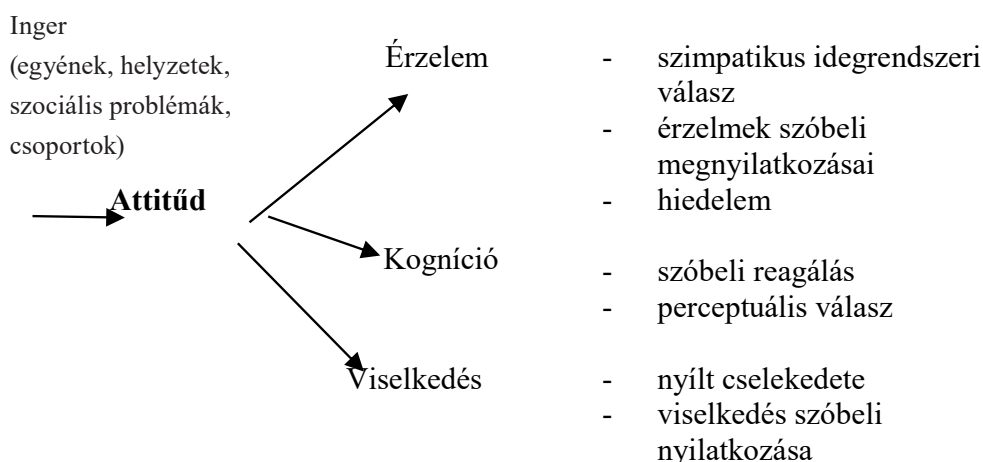 Inger
(egyének, helyzetek,
szociális problémák,
csoportok)
Attitűd
Érzelem
- szimpatikus idegrendszeri
válasz
- érzelmek szóbeli
megnyilatkozásai
- hiedelem
Kogníció
- szóbeli reagálás
- perceptuális válasz
Viselkedés
- nyílt cselekedete
- viselkedés szóbeli
nyilatkozása